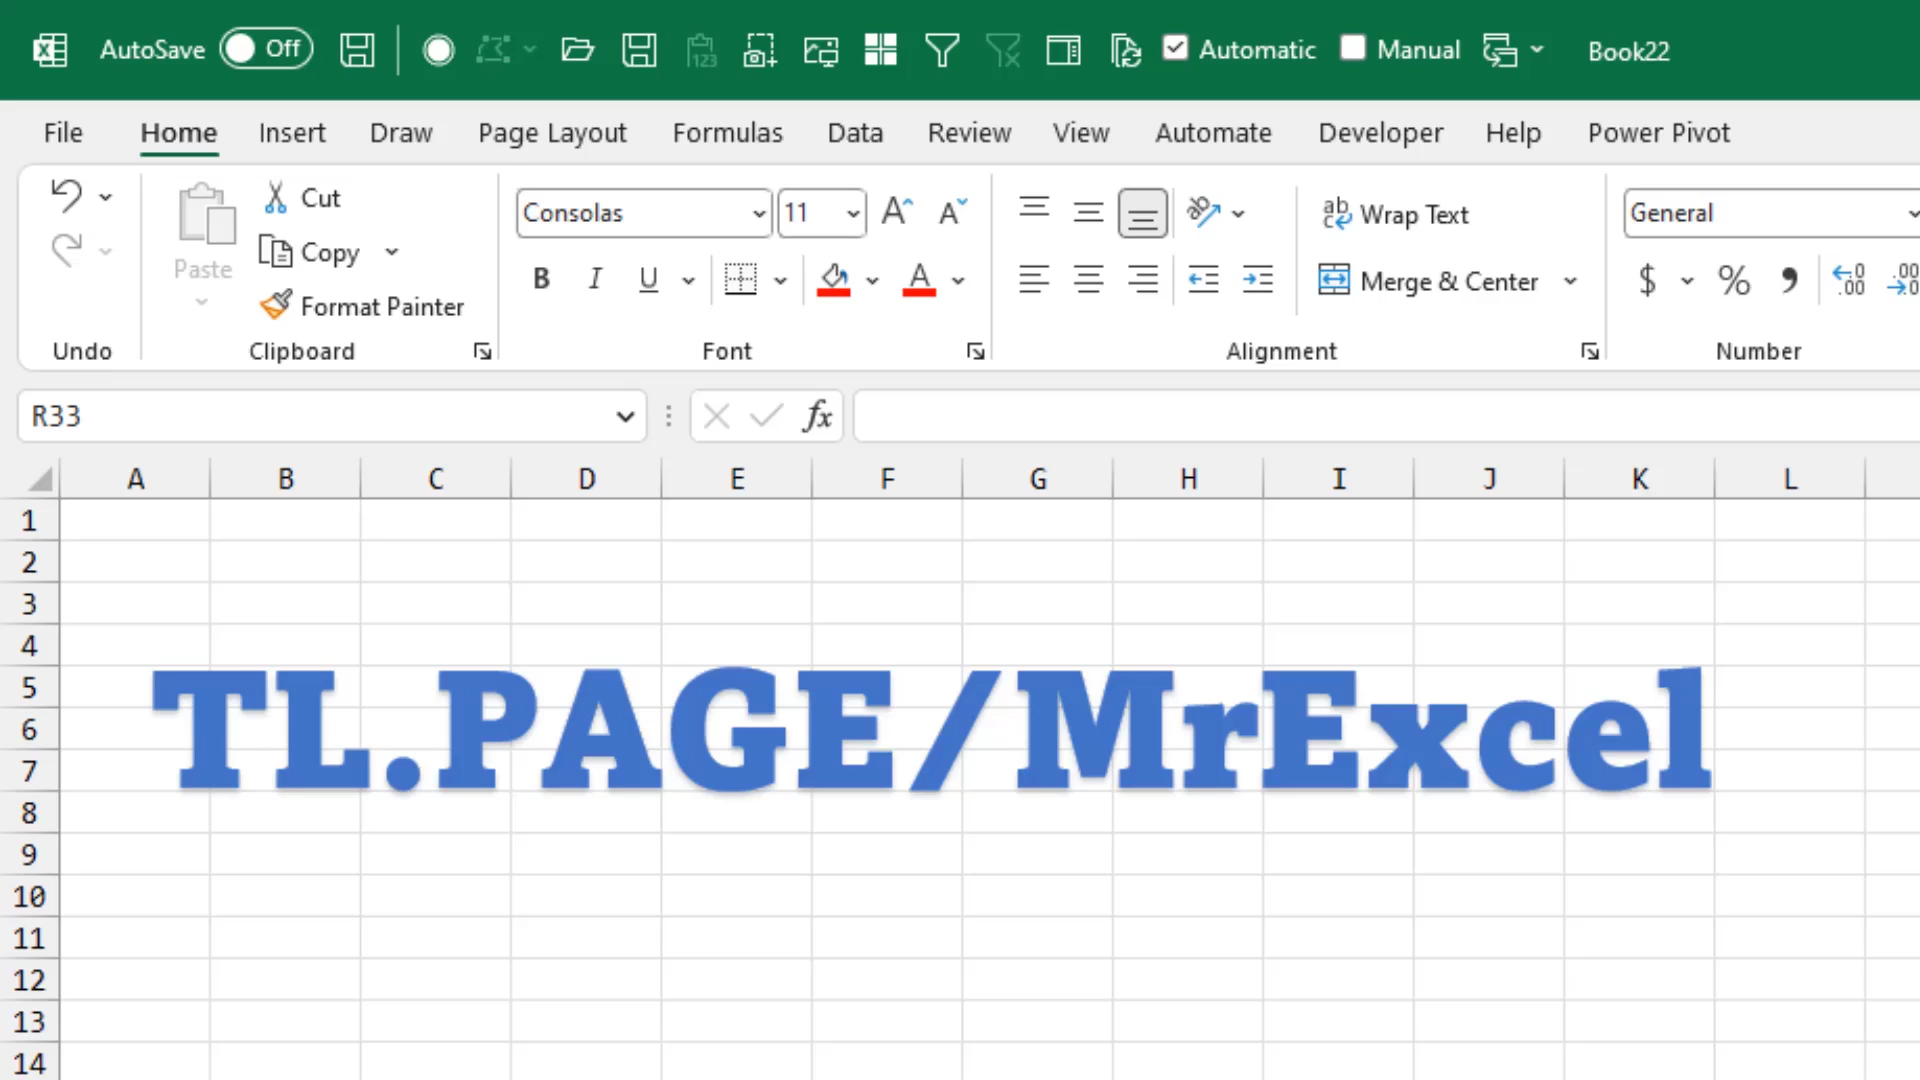 AutoSave Off Automatic Manual Book22
File Home Insert Draw Page Layout Formulas Data Review View Automate Developer Help Power Pivot
Cut
Copy
Format Painter
Paste
Undo
Clipboard
Consolas 11
B I U A
Font
Wrap Text
Merge & Center
Alignment
General
$ % 9
Number
R33
fx
A B C D E F G H I J K L
1
2
3
4
5
6
7
8
9
10
11
12
13
14
TL.PAGE/MrExcel